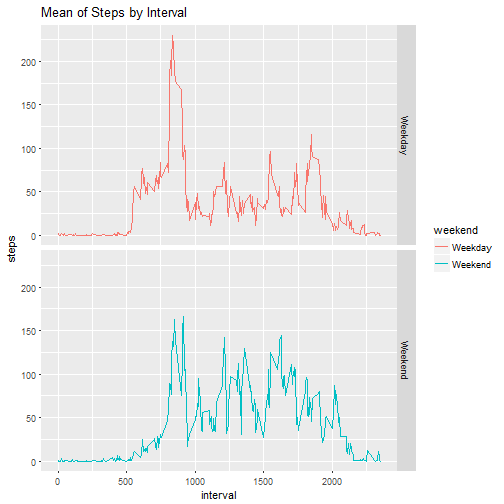 Mean of Steps by Interval
200
150
100
50
0
Weekday
200
150
100
50
0
Weekend
steps
0
500
1000
1500
2000
interval
weekend
Weekday
Weekend